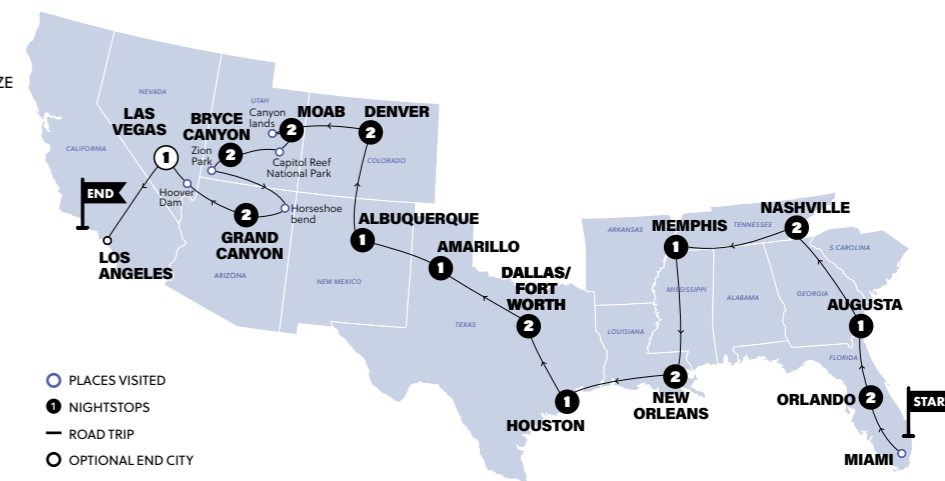 ZE
NEVADA
UTAH
LAS
VEGAS
1
BRYCE
CANYON
2
Canyon
lands
MOAB
2
DENVER
2
CALIFORNIA
Zion
Park
Capitol Reef
National Park
COLORADO
END
Hoover
Dam
2
GRAND
CANYON
Horseshoe
bend
ALBUQUERQUE
1
LOS
ANGELES
ARIZONA
NEW MEXICO
AMARILLO
1
DALLAS/
FORT
WORTH
2
TEXAS
ARKANSAS
MEMPHIS
1
TENNESSEE
NASHVILLE
2
S.CAROLINA
MISSISSIPPI
ALABAMA
GEORGIA
AUGUSTA
1
LOUISIANA
FLORIDA
2
NEW
ORLEANS
1
HOUSTON
ORLANDO
2
STAR
MIAMI
PLACES VISITED
1 NIGHTSTOPS
ROAD TRIP
OPTIONAL END CITY